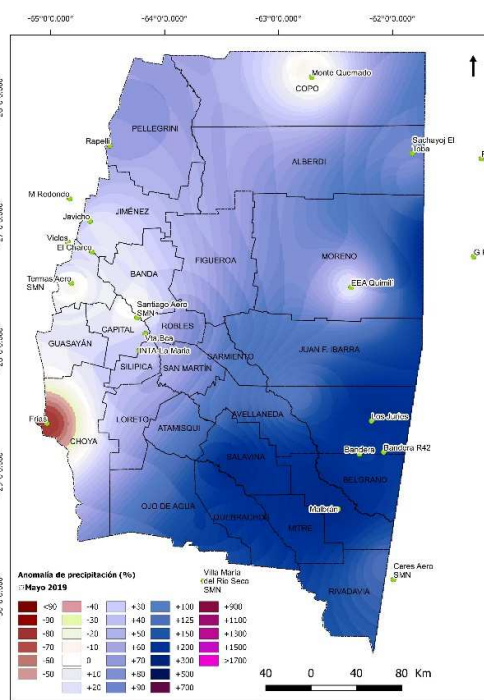 -65°0'0.000" -64°0'0.000" -63°0'0.000" -62°0'0.000"
Monte Quemado
COPO
PELLEGRINI
Rapelli
Sachayoj El
Toba
ALBERDI
M Redondo
JIMÉNEZ
Javicho
Vielos
El Charco
FIGUEROA
MORENO
BANDA
Termas Aero
SMN
EEA Quimilí
Santiago Aero
SMN
CAPITAL
ROBLES
Vta Bca
GUASAYÁN
INTA La María
JUAN F. IBARRA
SARMIENTO
SILIPICA
SAN MARTÍN
Frías
CHOYA
LORETO
ATAMISQUI
AVELLANEDA
Los Juríos
Bandera
Bandera R42
SALAVINA
BELGRANO
OJO DE AGUA
QUEBRACHOS
Malbrán
MITRE
Villa María
del Río Seco
SMN
Ceres Aero
SMN
RIVADAVIA
Anomalía de precipitación (%)
Mayo 2019
<90 -40 +30 +100 +900
-90 -30 +40 +125 +1100
-80 -20 +50 +150 +1300
-70 -10 +60 +200 +1500
-60 0 +70 +300 >1700
-50 +10 +80 +500
+20 +90 +700
40 0 40 80 Km